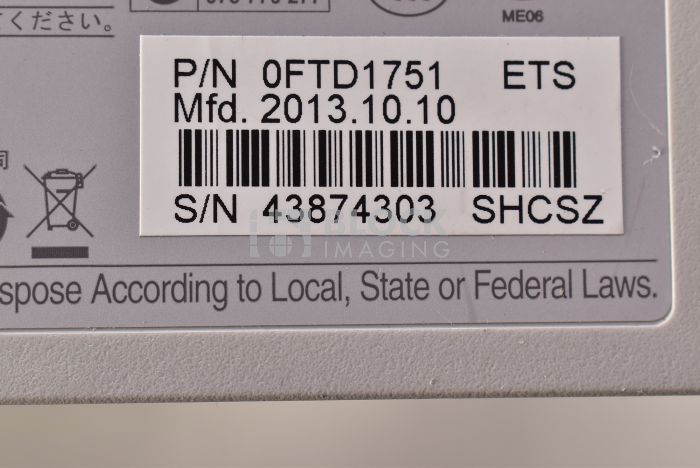 てください。
ME06
P/N 0FTD1751 ETS
Mfd. 2013.10.10
S/N 43874303 SHCSZ
BLOCK
IMAGING
spose According to Local, State or Federal Laws.